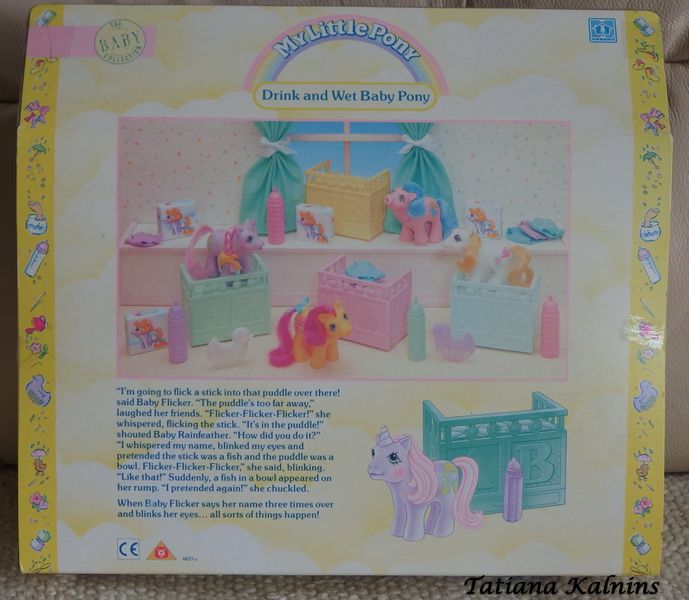 THE
BABY
COLLECTION
My Little Pony
Drink and Wet Baby Pony
"I'm going to flick a stick into that puddle over there!
said Baby Flicker. "The puddle's too far away,"
laughed her friends. "Flicker-Flicker-Flicker!" she
whispered, flicking the stick. "It's in the puddle!"
shouted Baby Rainfeather. "How did you do it?"
"I whispered my name, blinked my eyes and
pretended the stick was a fish and the puddle was a
bowl. Flicker-Flicker-Flicker," she said, blinking.
"Like that!" Suddenly, a fish in a bowl appeared on
her rump. "I pretended again!" she chuckled.
When Baby Flicker says her name three times over
and blinks her eyes... all sorts of things happen!
B
CE
Tatiana Kalnins